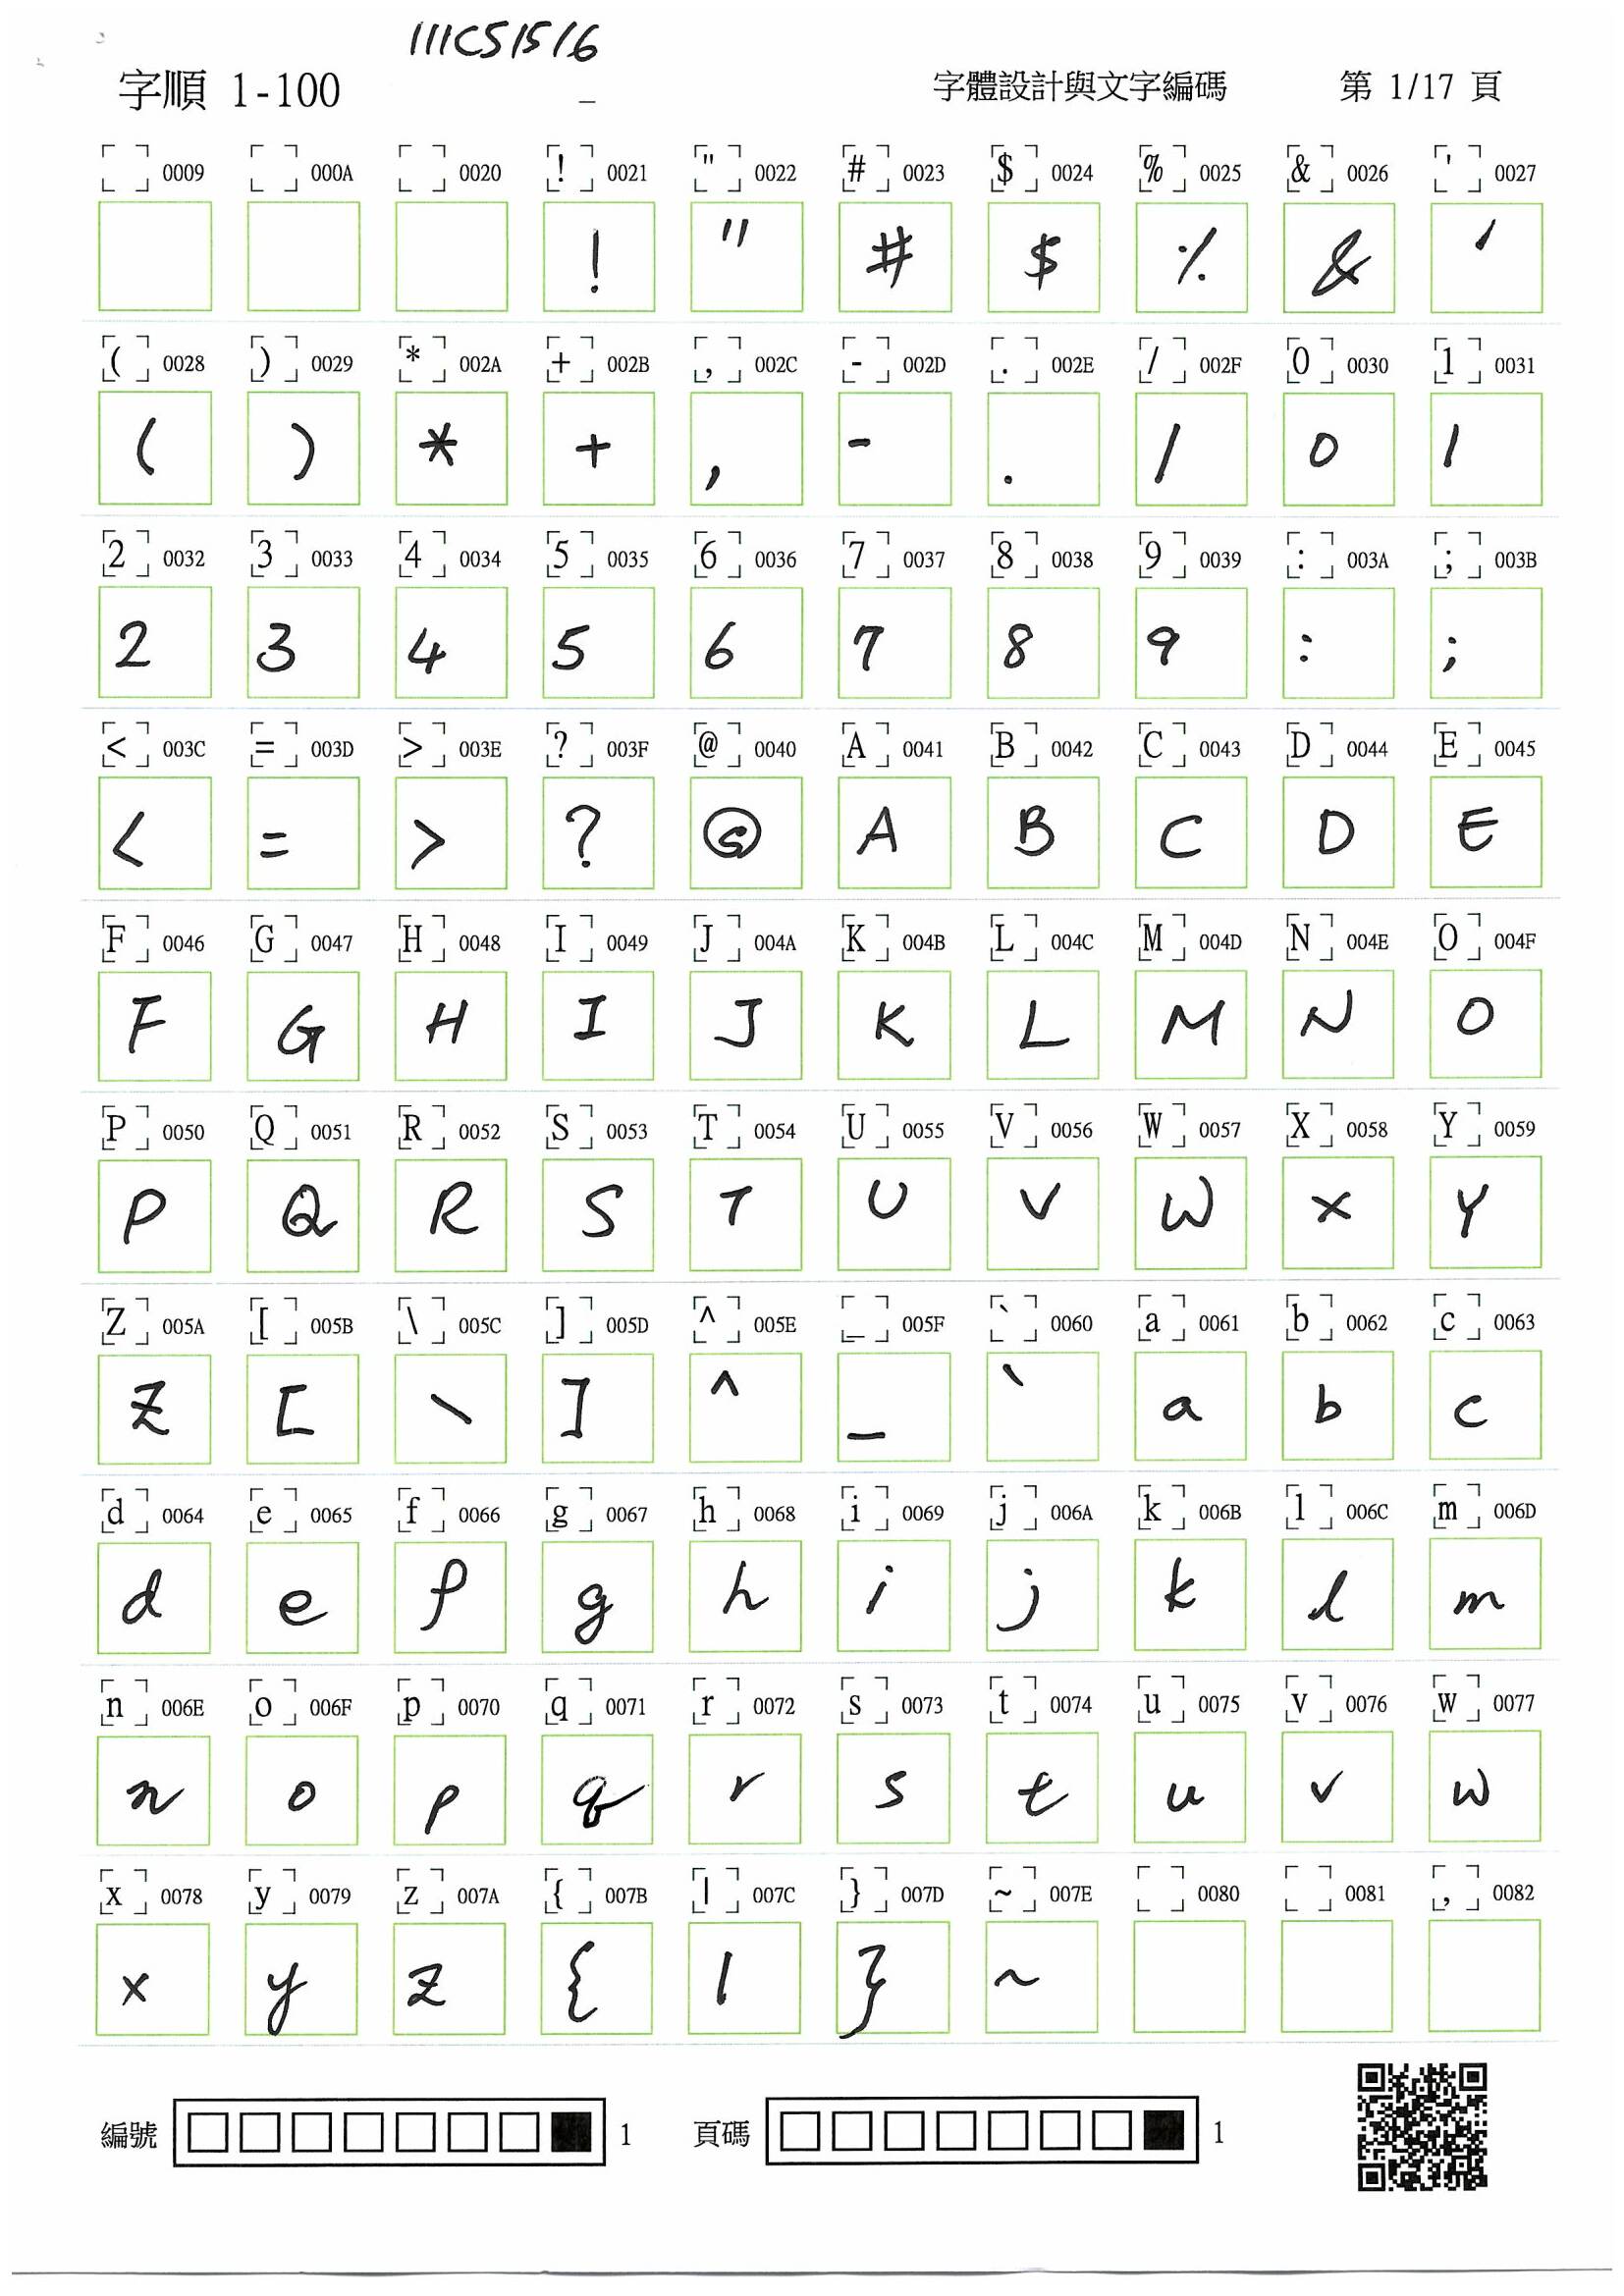 111C51516
字順 1-100 _ 字體設計與文字編碼 第 1/17 頁
0009 000A 0020 ! 0021 " 0022 # 0023 $ 0024 % 0025 & 0026 ' 0027
! " # $ % & '
( 0028 ) 0029 * 002A + 002B , 002C - 002D . 002E / 002F 0 0030 1 0031
( ) * + , - . / 0 1
2 0032 3 0033 4 0034 5 0035 6 0036 7 0037 8 0038 9 0039 : 003A ; 003B
2 3 4 5 6 7 8 9 : ;
< 003C = 003D > 003E ? 003F @ 0040 A 0041 B 0042 C 0043 D 0044 E 0045
< = > ? @ A B C D E
F 0046 G 0047 H 0048 I 0049 J 004A K 004B L 004C M 004D N 004E O 004F
F G H I J K L M N O
P 0050 Q 0051 R 0052 S 0053 T 0054 U 0055 V 0056 W 0057 X 0058 Y 0059
P Q R S T U V W X Y
Z 005A [ 005B \ 005C ] 005D ^ 005E _ 005F ` 0060 a 0061 b 0062 c 0063
Z [ \ ] ^ _ ` a b c
d 0064 e 0065 f 0066 g 0067 h 0068 i 0069 j 006A k 006B l 006C m 006D
d e f g h i j k l m
n 006E o 006F p 0070 q 0071 r 0072 s 0073 t 0074 u 0075 v 0076 w 0077
n o p q r s t u v w
x 0078 y 0079 z 007A { 007B | 007C } 007D ~ 007E 0080 0081 , 0082
x y z { | } ~
編號 1 頁碼 1